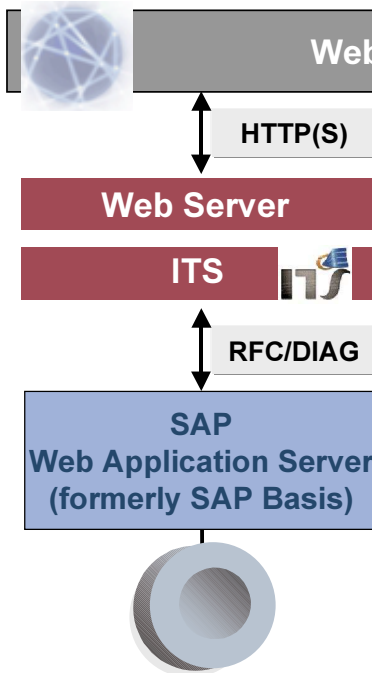 Web
HTTP(S)
Web Server
ITS
ITS
RFC/DIAG
SAP
Web Application Server
(formerly SAP Basis)